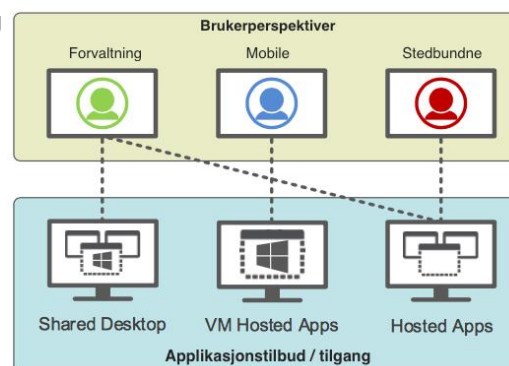 Brukerperspektiver
Forvaltning Mobile Stedbundne
Shared Desktop VM Hosted Apps Hosted Apps
Applikasjonstilbud / tilgang